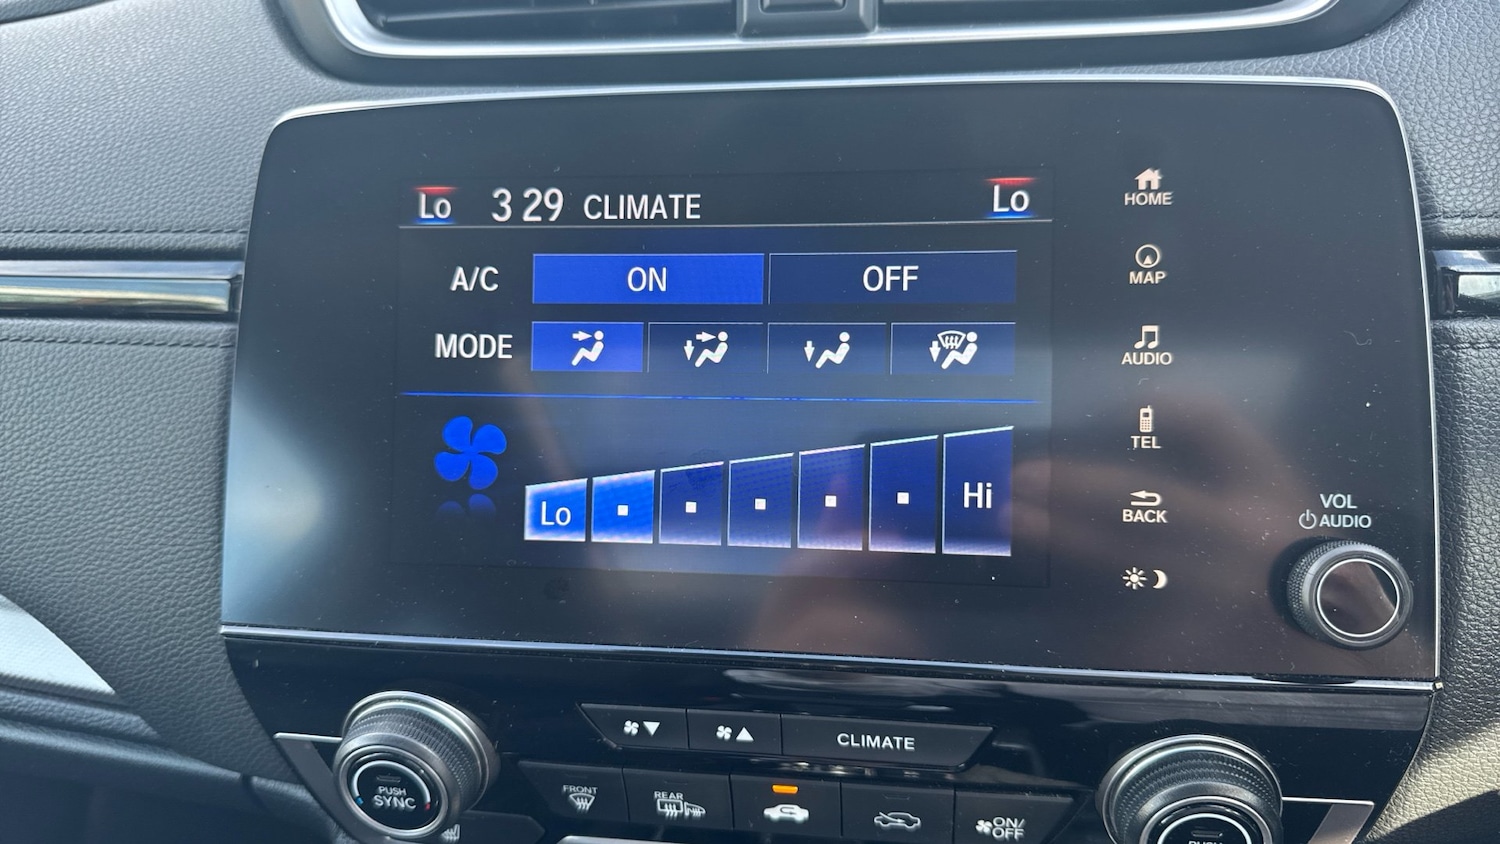 Lo 3 29 CLIMATE Lo
A/C ON OFF
MODE
Lo Hi
HOME
MAP
AUDIO
TEL
BACK
VOL
AUDIO
CLIMATE
PUSH
SYNC
FRONT
REAR
ON/
OFF
PUSH